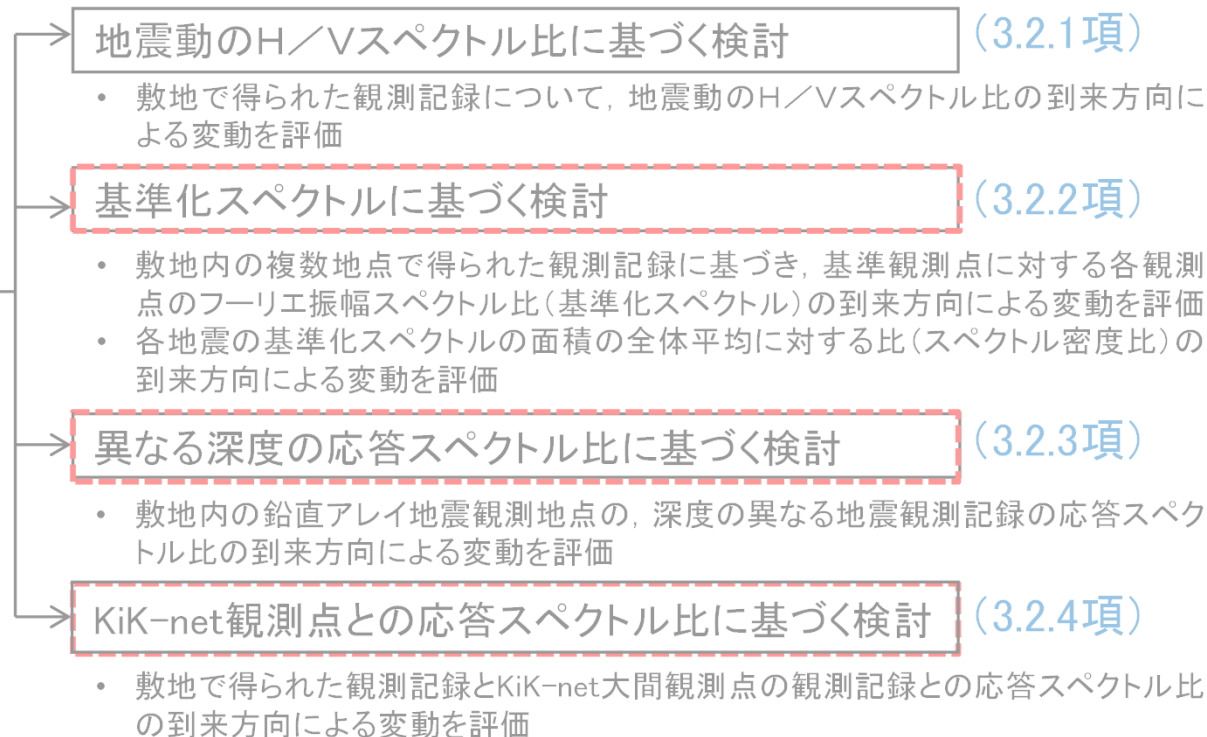 地震動のH／Vスペクトル比に基づく検討 （3.2.1項）
• 敷地で得られた観測記録について，地震動のH／Vスペクトル比の到来方向に
よる変動を評価
基準化スペクトルに基づく検討 （3.2.2項）
• 敷地内の複数地点で得られた観測記録に基づき，基準観測点に対する各観測
点のフーリエ振幅スペクトル比（基準化スペクトル）の到来方向による変動を評価
• 各地震の基準化スペクトルの面積の全体平均に対する比（スペクトル密度比）の
到来方向による変動を評価
異なる深度の応答スペクトル比に基づく検討 （3.2.3項）
• 敷地内の鉛直アレイ地震観測地点の，深度の異なる地震観測記録の応答スペク
トル比の到来方向による変動を評価
KiK-net観測点との応答スペクトル比に基づく検討 （3.2.4項）
• 敷地で得られた観測記録とKiK-net大間観測点の観測記録との応答スペクトル比
の到来方向による変動を評価